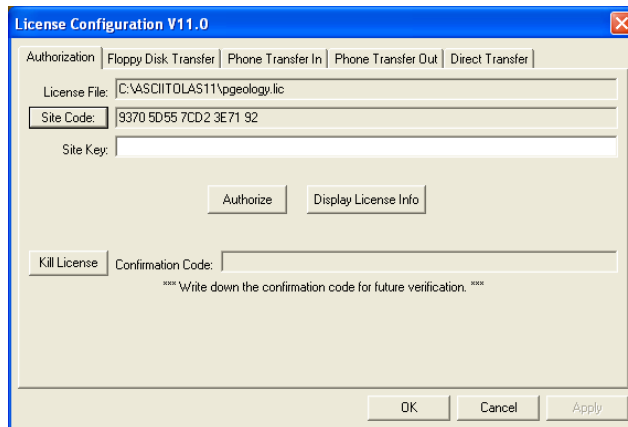 License Configuration V11.0
Authorization Floppy Disk Transfer Phone Transfer In Phone Transfer Out Direct Transfer
License File: C:\ASCIITOLAS11\pgeology.lic
Site Code: 9370 5D55 7CD2 3E71 92
Site Key:
Authorize Display License Info
Kill License Confirmation Code:
*** Write down the confirmation code for future verification. ***
OK Cancel Apply